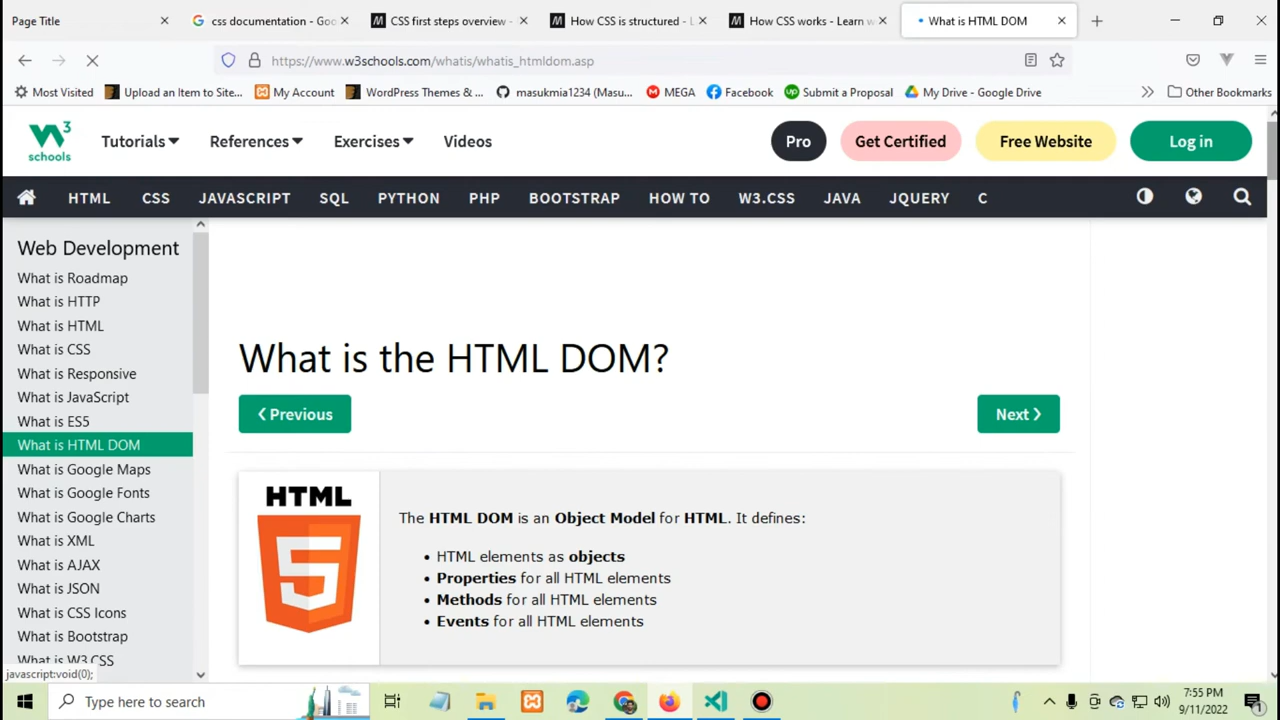 Page Title
css documentation - Goo
CSS first steps overview -
How CSS is structured - L
How CSS works - Learn w
What is HTML DOM
https://www.w3schools.com/whatis/whatis_htmldom.asp
Most Visited
Upload an Item to Site...
My Account
WordPress Themes & ...
masukmia1234 (Masu...
MEGA
Facebook
Submit a Proposal
My Drive - Google Drive
Other Bookmarks
W3
schools
Tutorials
References
Exercises
Videos
Pro
Get Certified
Free Website
Log in
HTML
CSS
JAVASCRIPT
SQL
PYTHON
PHP
BOOTSTRAP
HOW TO
W3.CSS
JAVA
JQUERY
C
Web Development
What is Roadmap
What is HTTP
What is HTML
What is CSS
What is Responsive
What is JavaScript
What is ES5
What is HTML DOM
What is Google Maps
What is Google Fonts
What is Google Charts
What is XML
What is AJAX
What is JSON
What is CSS Icons
What is Bootstrap
What is W3.CSS
What is the HTML DOM?
❮ Previous
Next ❯
HTML
5
The HTML DOM is an Object Model for HTML. It defines:
• HTML elements as objects
• Properties for all HTML elements
• Methods for all HTML elements
• Events for all HTML elements
javascript:void(0);
Type here to search
7:55 PM
9/11/2022
1